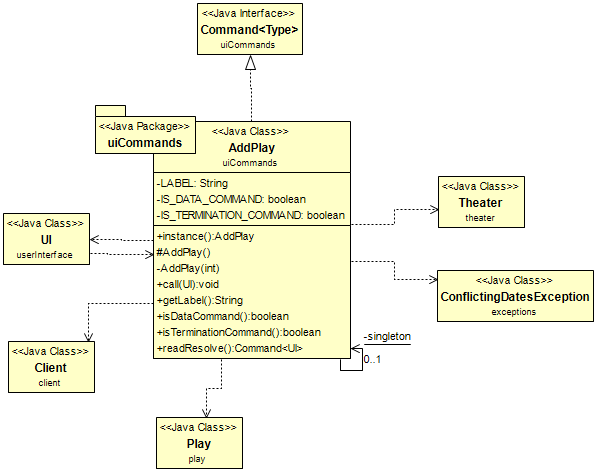 <<Java Interface>>
Command<Type>
uiCommands
<<Java Package>>
uiCommands
<<Java Class>>
AddPlay
uiCommands
-LABEL: String
-IS_DATA_COMMAND: boolean
-IS_TERMINATION_COMMAND: boolean
+instance():AddPlay
#AddPlay()
-AddPlay(int)
+call(UI):void
+getLabel():String
+isDataCommand():boolean
+isTerminationCommand():boolean
+readResolve():Command<UI>
<<Java Class>>
Theater
theater
<<Java Class>>
UI
userInterface
<<Java Class>>
ConflictingDatesException
exceptions
-singleton
0..1
<<Java Class>>
Client
client
<<Java Class>>
Play
play